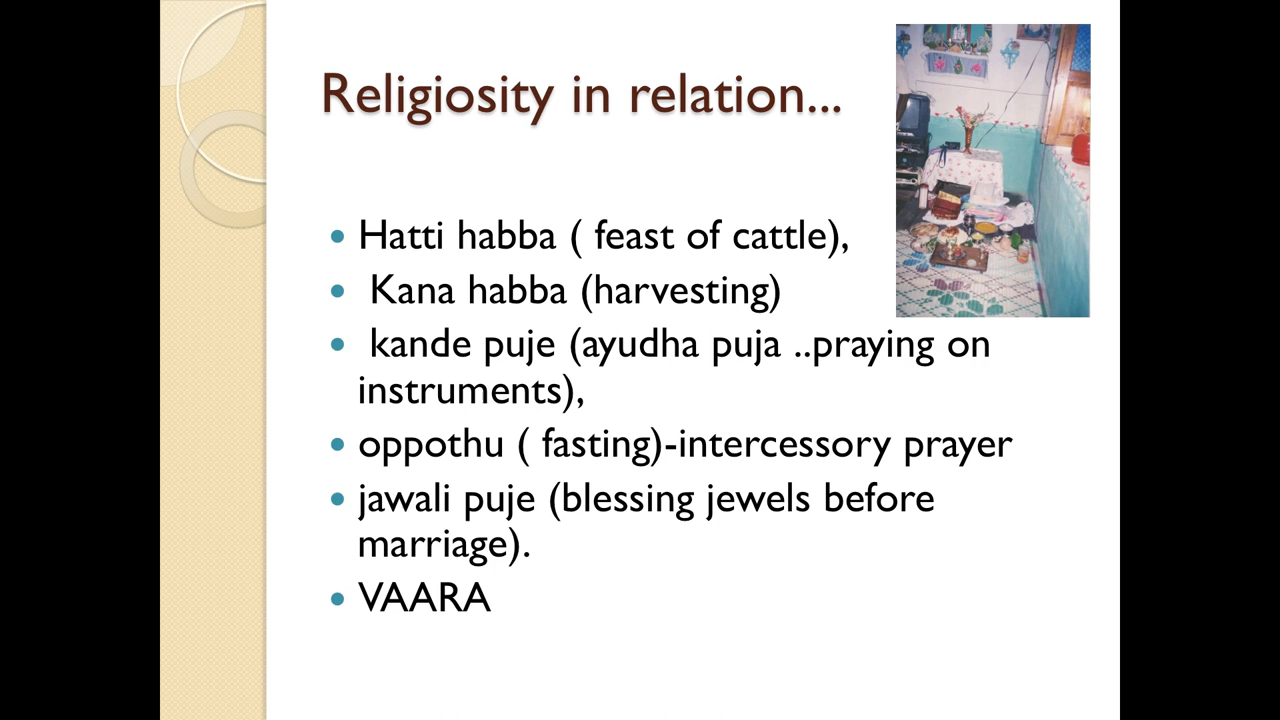 Religiosity in relation...
• Hatti habba ( feast of cattle),
• Kana habba (harvesting)
• kande puje (ayudha puja ..praying on
instruments),
• oppothu ( fasting)-intercessory prayer
• jawali puje (blessing jewels before
marriage).
• VAARA